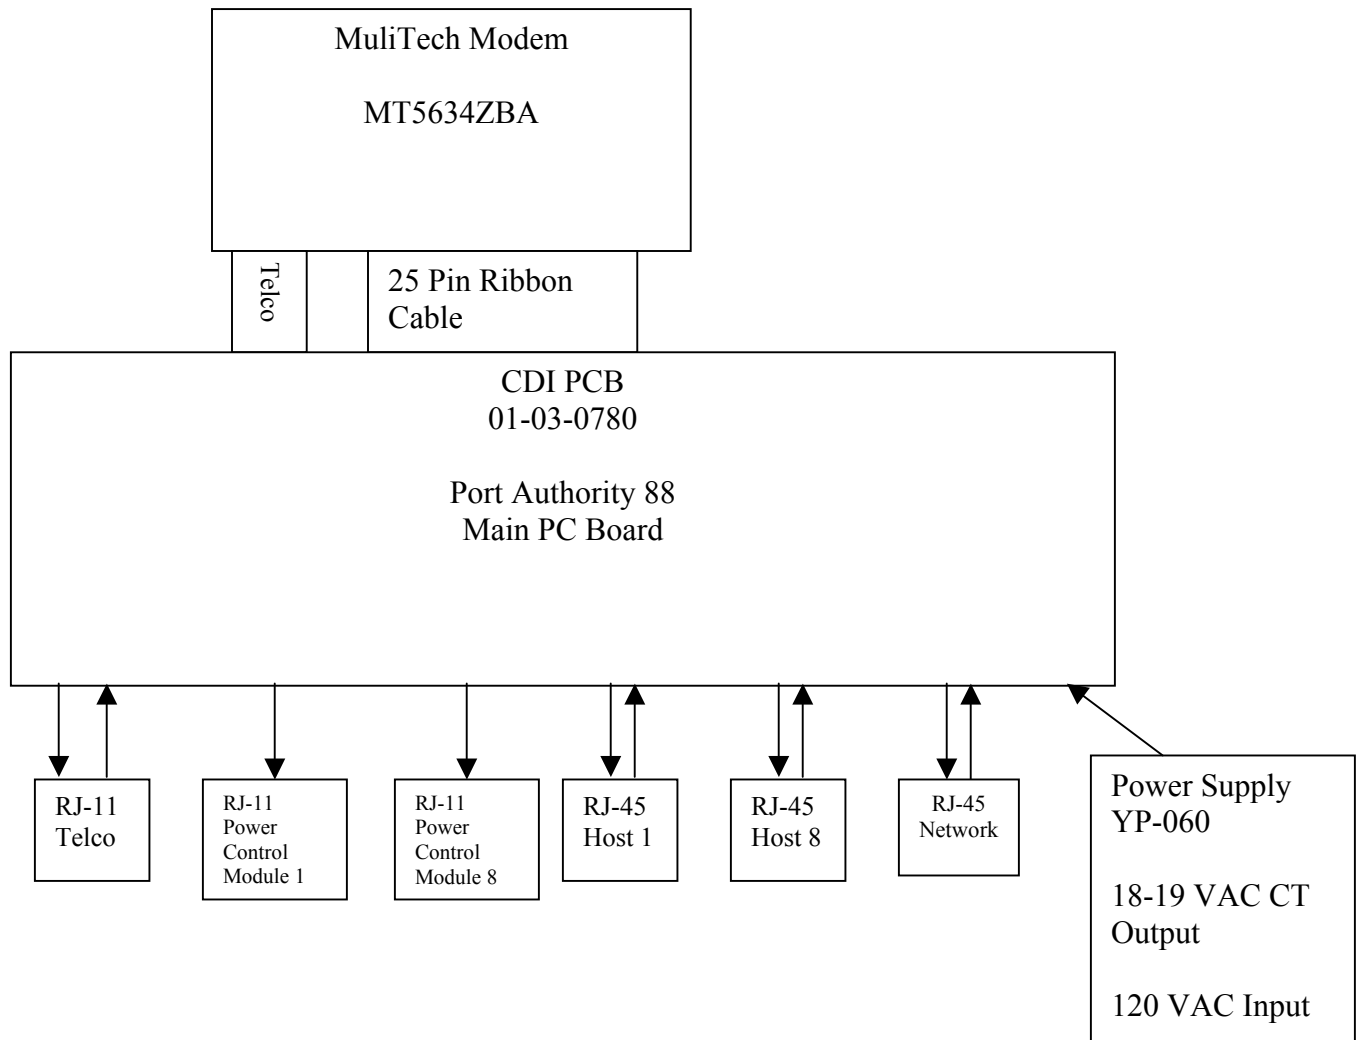 MuliTech Modem
MT5634ZBA
Telco
25 Pin Ribbon
Cable
CDI PCB
01-03-0780
Port Authority 88
Main PC Board
RJ-11
Telco
RJ-11
Power
Control
Module 1
RJ-11
Power
Control
Module 8
RJ-45
Host 1
RJ-45
Host 8
RJ-45
Network
Power Supply
YP-060
18-19 VAC CT
Output
120 VAC Input